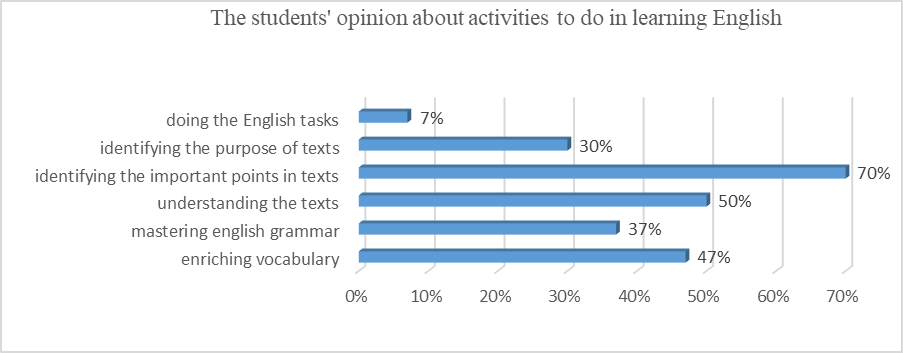 The students' opinion about activities to do in learning English
doing the English tasks 7%
identifying the purpose of texts 30%
identifying the important points in texts 70%
understanding the texts 50%
mastering english grammar 37%
enriching vocabulary 47%
0% 10% 20% 30% 40% 50% 60% 70%